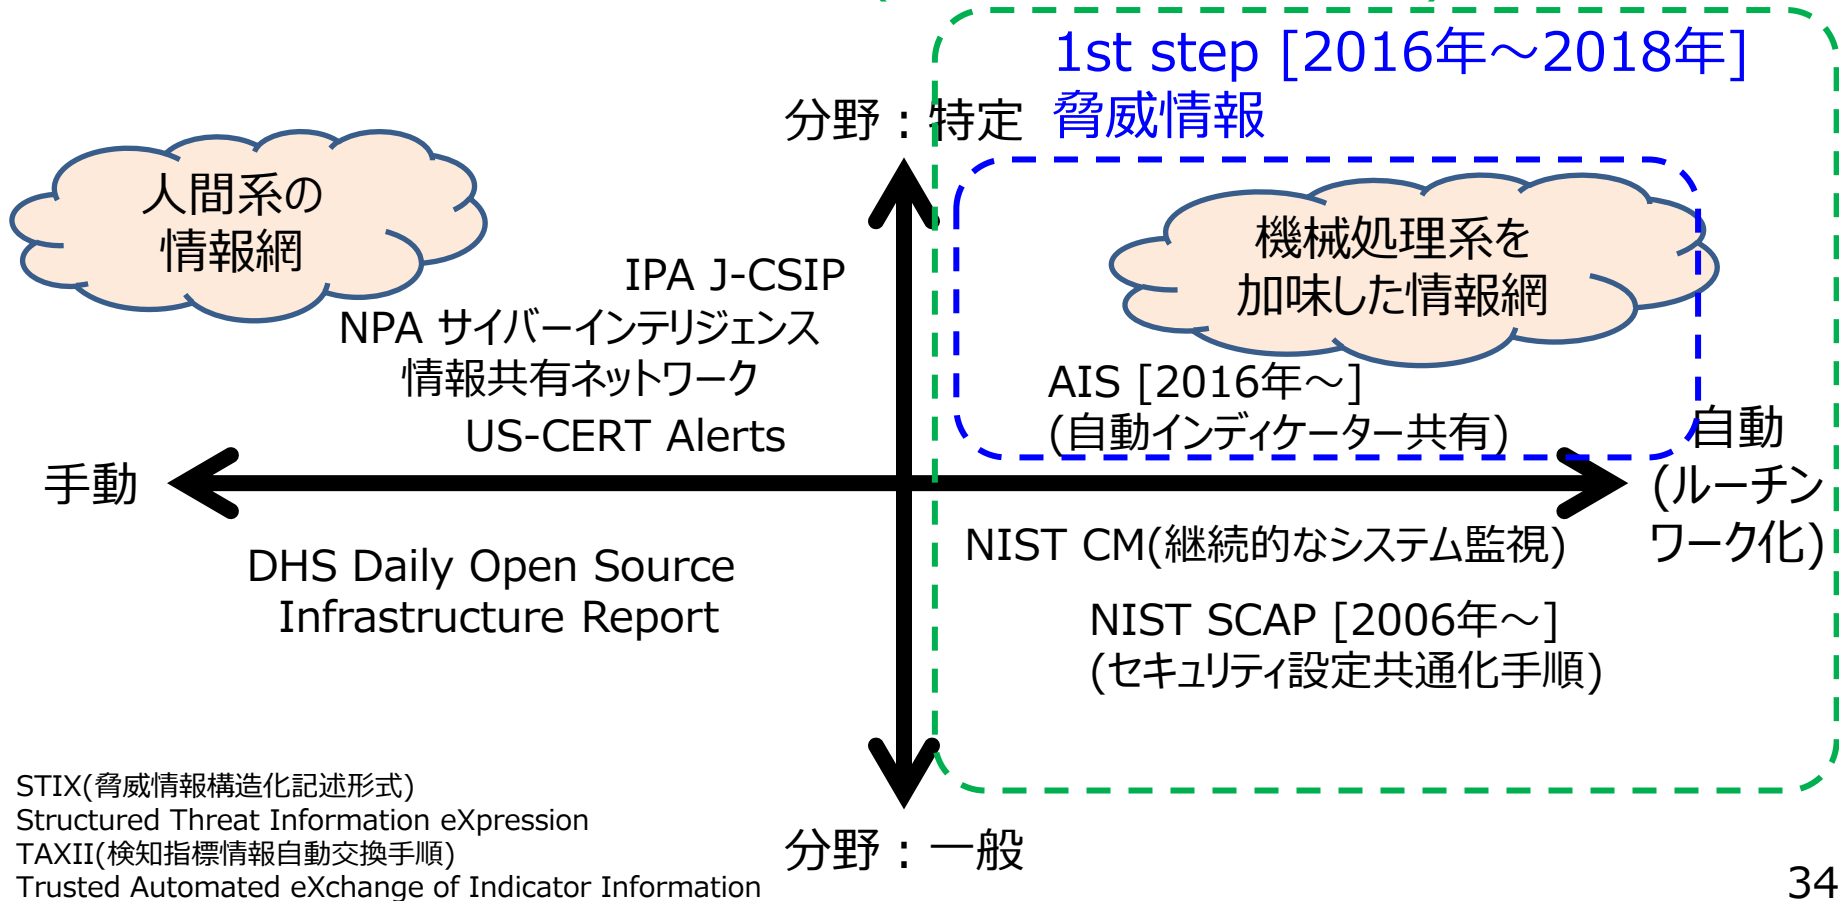 1st step [2016年～2018年]
脅威情報
分野：特定
人間系の
情報網
機械処理系を
加味した情報網
IPA J-CSIP
NPA サイバーインテリジェンス
情報共有ネットワーク
US-CERT Alerts
AIS [2016年～]
(自動インディケーター共有)
手動
自動
(ルーチン
ワーク化)
DHS Daily Open Source
Infrastructure Report
NIST CM(継続的なシステム監視)
NIST SCAP [2006年～]
(セキュリティ設定共通化手順)
分野：一般
STIX(脅威情報構造化記述形式)
Structured Threat Information eXpression
TAXII(検知指標情報自動交換手順)
Trusted Automated eXchange of Indicator Information
34